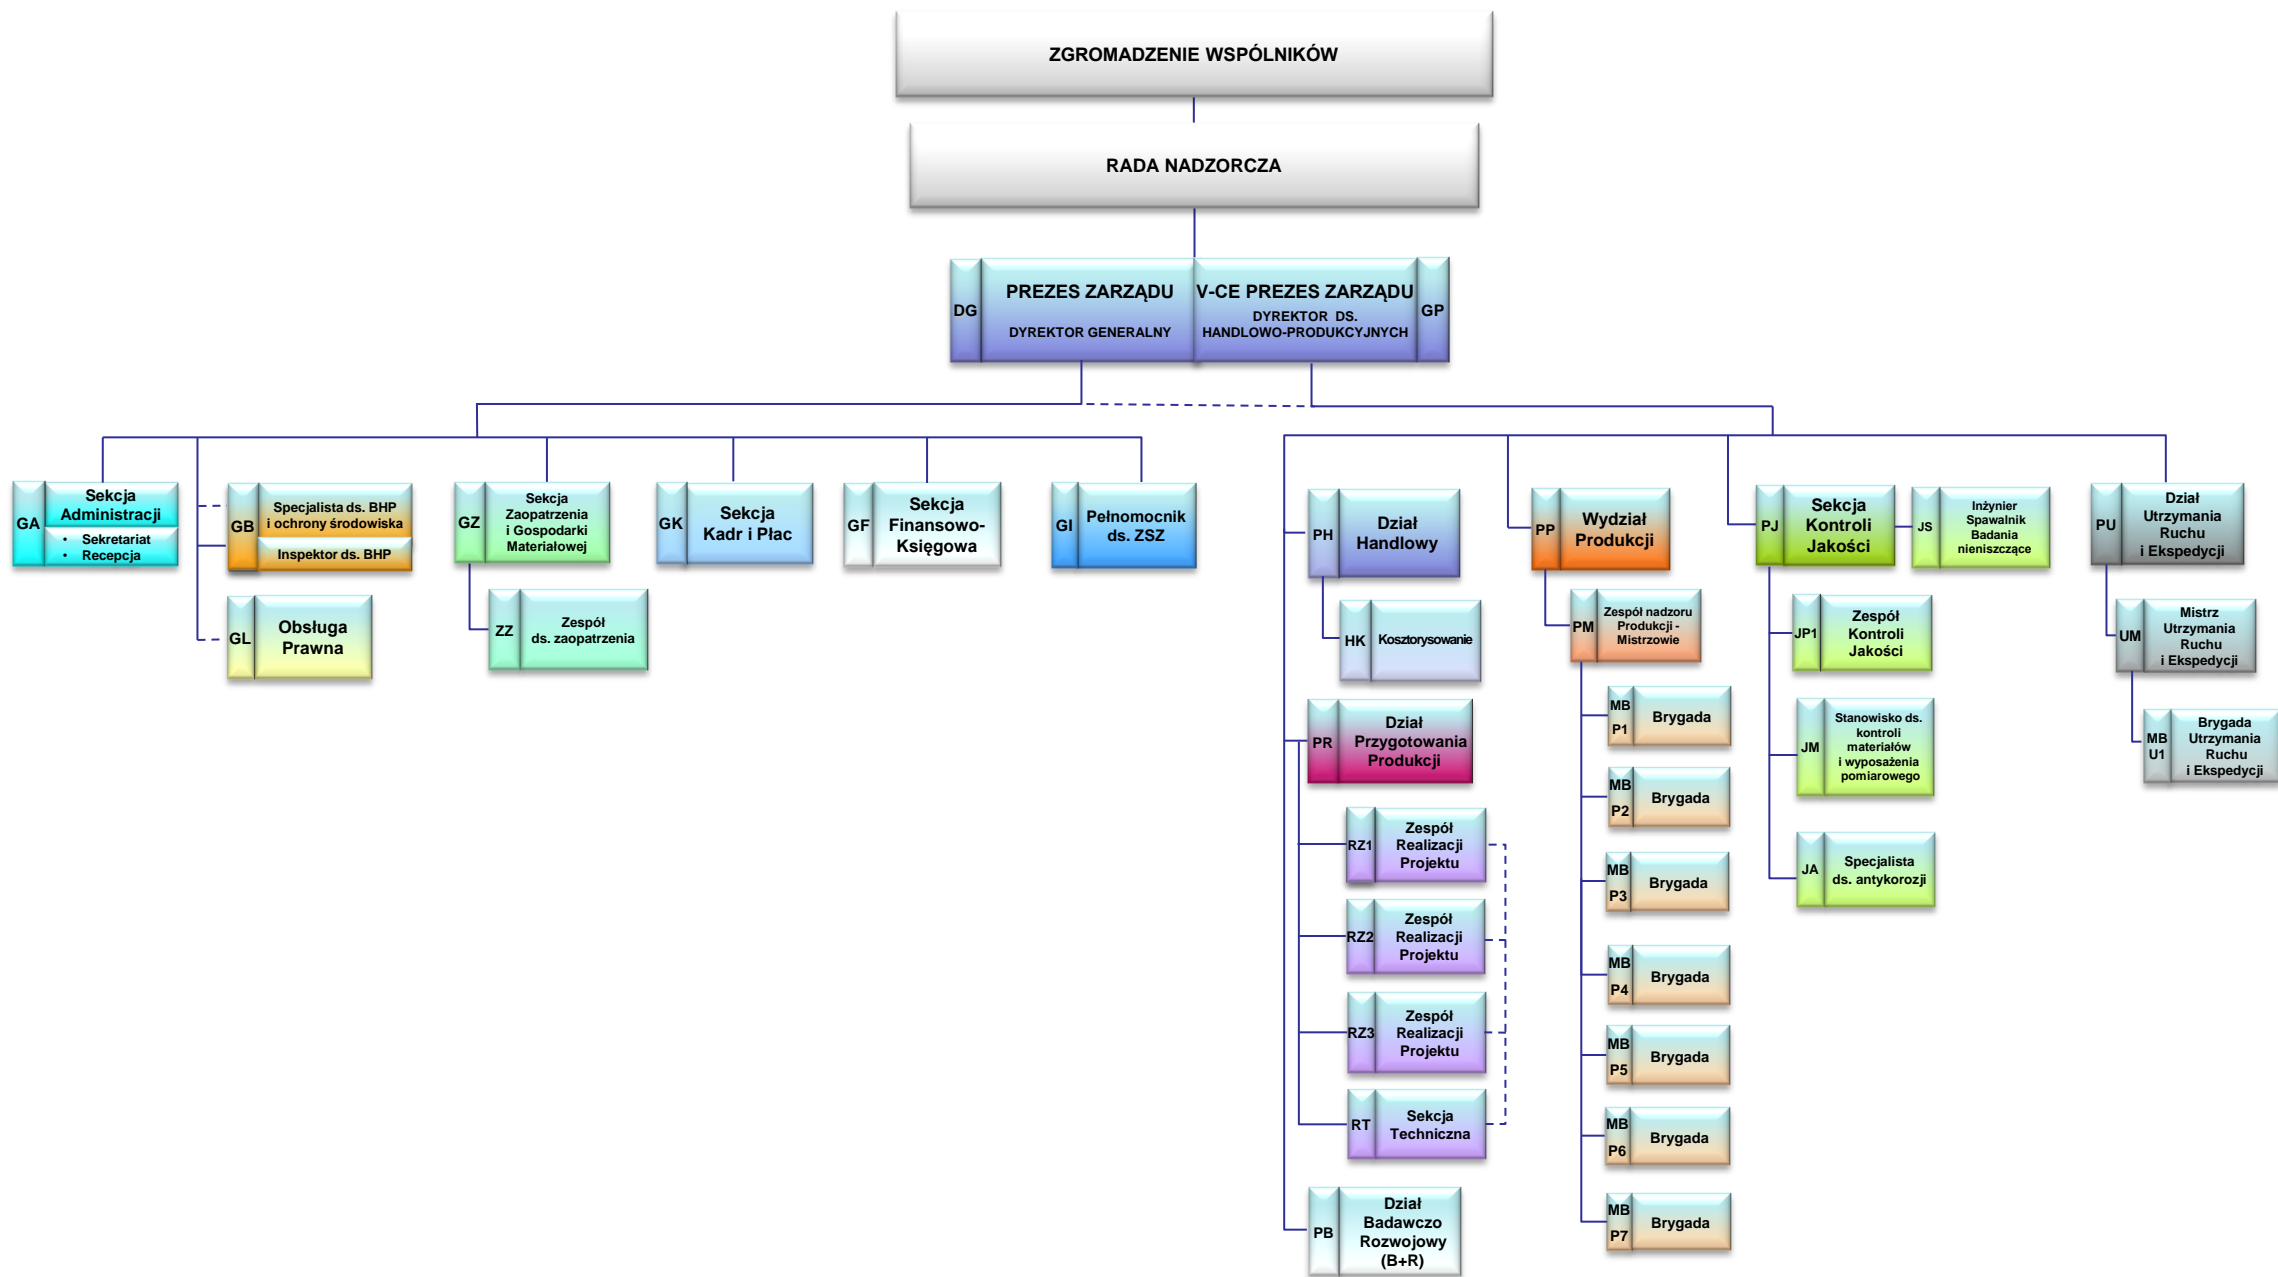 ZGROMADZENIE WSPÓLNIKÓW
RADA NADZORCZA
DG
PREZES ZARZĄDU
DYREKTOR GENERALNY
V-CE PREZES ZARZĄDU
DYREKTOR DS.
HANDLOWO-PRODUKCYJNYCH
GP
GA
Sekcja
Administracji
• Sekretariat
• Recepcja
GB
Specjalista ds. BHP
i ochrony środowiska
Inspektor ds. BHP
GL
Obsługa
Prawna
GZ
Sekcja
Zaopatrzenia
i Gospodarki
Materiałowej
ZZ
Zespół
ds. zaopatrzenia
GK
Sekcja
Kadr i Płac
GF
Sekcja
Finansowo-
Księgowa
GI
Pełnomocnik
ds. ZSZ
PH
Dział
Handlowy
HK
Kosztorysowanie
PR
Dział
Przygotowania
Produkcji
RZ1
Zespół
Realizacji
Projektu
RZ2
Zespół
Realizacji
Projektu
RZ3
Zespół
Realizacji
Projektu
RT
Sekcja
Techniczna
PB
Dział
Badawczo
Rozwojowy
(B+R)
PP
Wydział
Produkcji
PM
Zespół nadzoru
Produkcji -
Mistrzowie
MB
P1
Brygada
MB
P2
Brygada
MB
P3
Brygada
MB
P4
Brygada
MB
P5
Brygada
MB
P6
Brygada
MB
P7
Brygada
PJ
Sekcja
Kontroli
Jakości
JS
Inżynier
Spawalnik
Badania
nieniszczące
JP1
Zespół
Kontroli
Jakości
JM
Stanowisko ds.
kontroli
materiałów
i wyposażenia
pomiarowego
JA
Specjalista
ds. antykorozji
PU
Dział
Utrzymania
Ruchu
i Ekspedycji
UM
Mistrz
Utrzymania
Ruchu
i Ekspedycji
MB
U1
Brygada
Utrzymania
Ruchu
i Ekspedycji